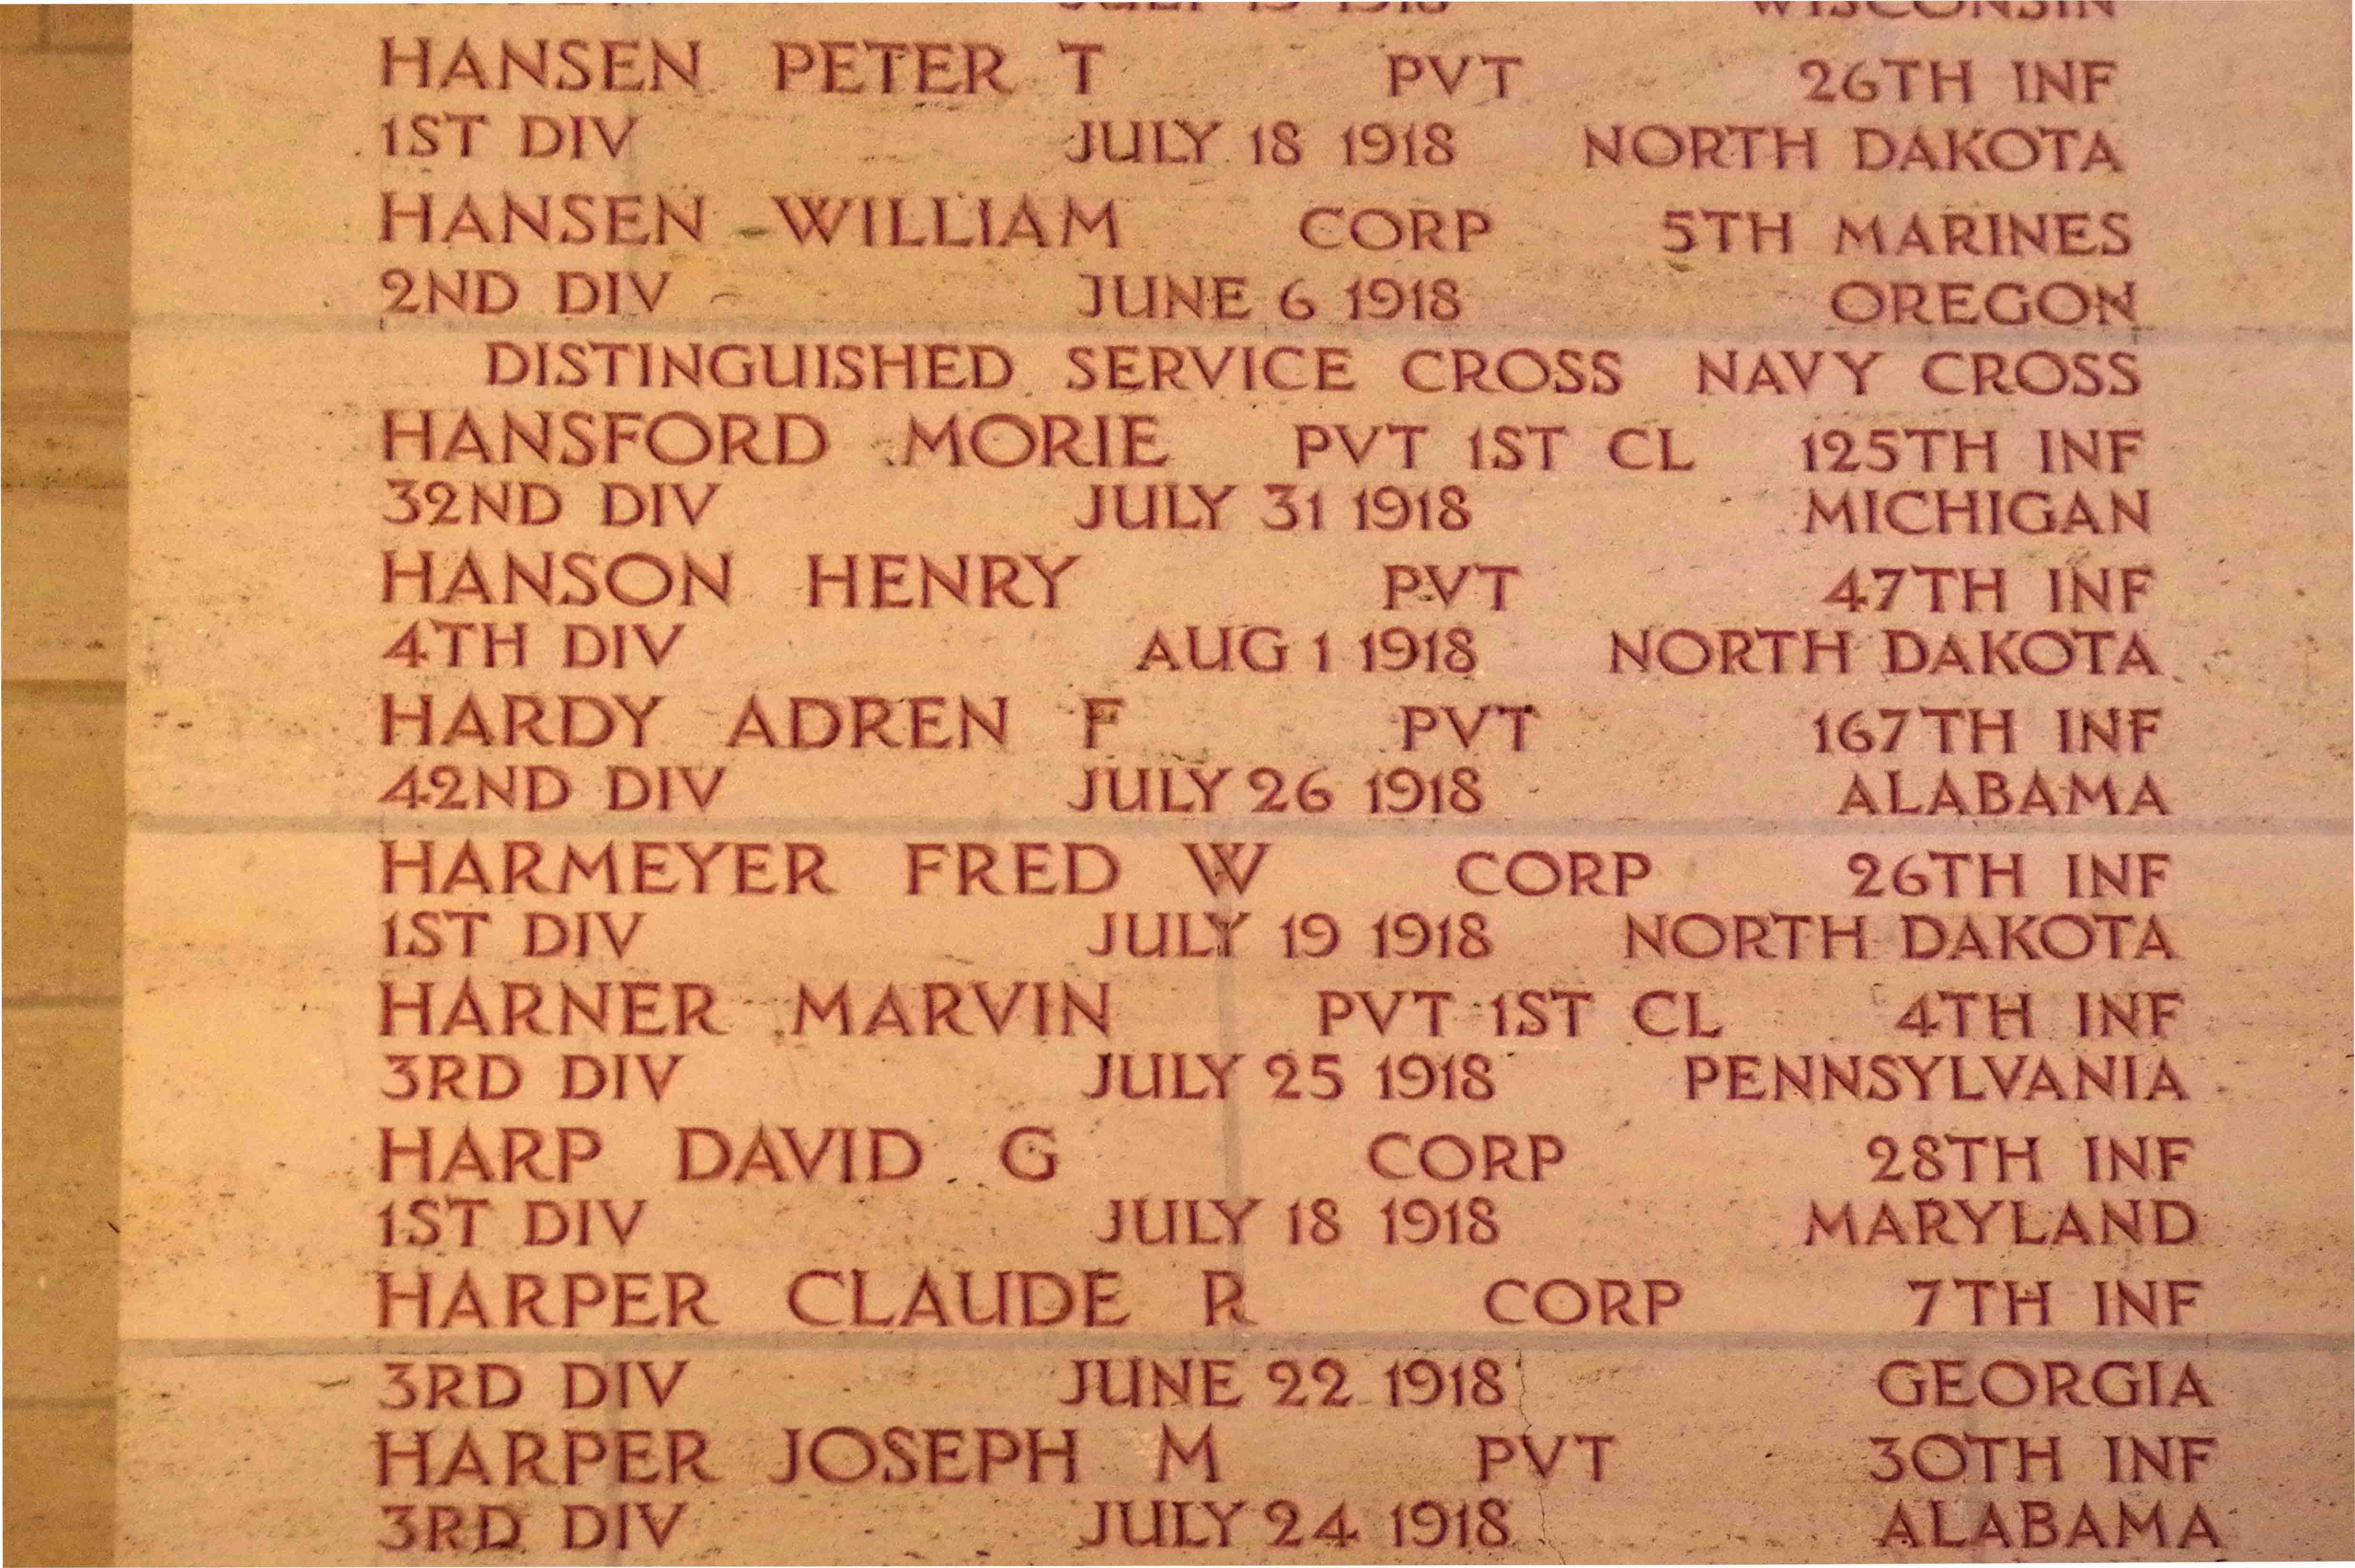 JULY 19 1918 WISCONSIN
HANSEN PETER T PVT 26TH INF
1ST DIV JULY 18 1918 NORTH DAKOTA
HANSEN WILLIAM CORP 5TH MARINES
2ND DIV JUNE 6 1918 OREGON
DISTINGUISHED SERVICE CROSS NAVY CROSS
HANSFORD MORIE PVT 1ST CL 125TH INF
32ND DIV JULY 31 1918 MICHIGAN
HANSON HENRY PVT 47TH INF
4TH DIV AUG 1 1918 NORTH DAKOTA
HARDY ADREN F PVT 167TH INF
42ND DIV JULY 26 1918 ALABAMA
HARMEYER FRED W CORP 26TH INF
1ST DIV JULY 19 1918 NORTH DAKOTA
HARNER MARVIN PVT 1ST CL 4TH INF
3RD DIV JULY 25 1918 PENNSYLVANIA
HARP DAVID G CORP 28TH INF
1ST DIV JULY 18 1918 MARYLAND
HARPER CLAUDE R CORP 7TH INF
3RD DIV JUNE 22 1918 GEORGIA
HARPER JOSEPH M PVT 30TH INF
3RD DIV JULY 24 1918 ALABAMA